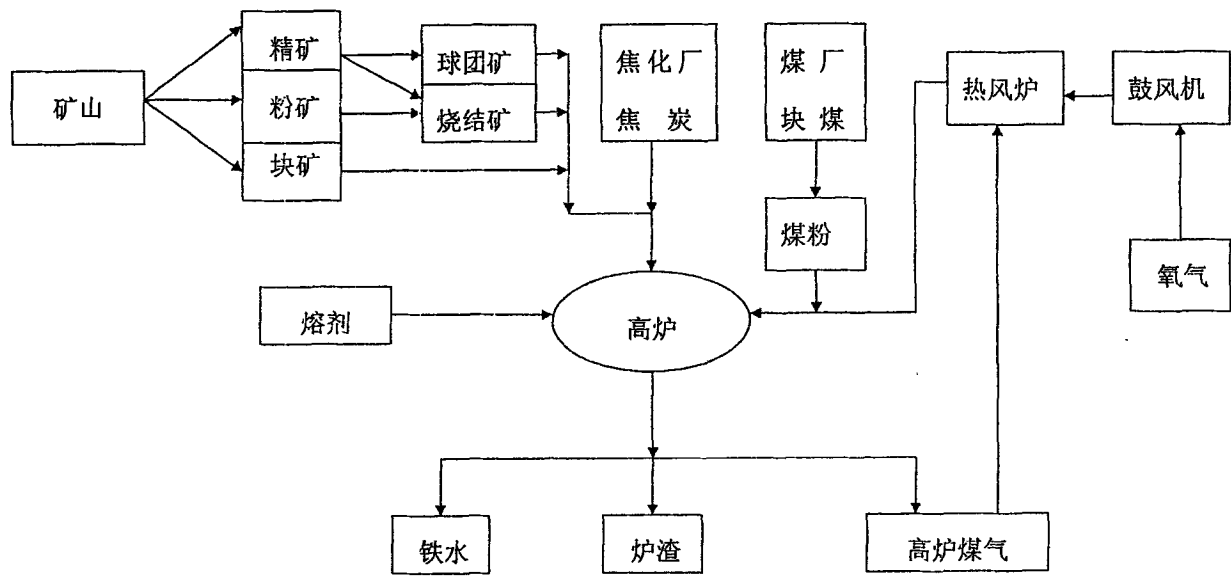 矿山
精矿
粉矿
块矿
球团矿
烧结矿
焦化厂
焦炭
煤厂
块煤
煤粉
热风炉
鼓风机
氧气
熔剂
高炉
铁水
炉渣
高炉煤气